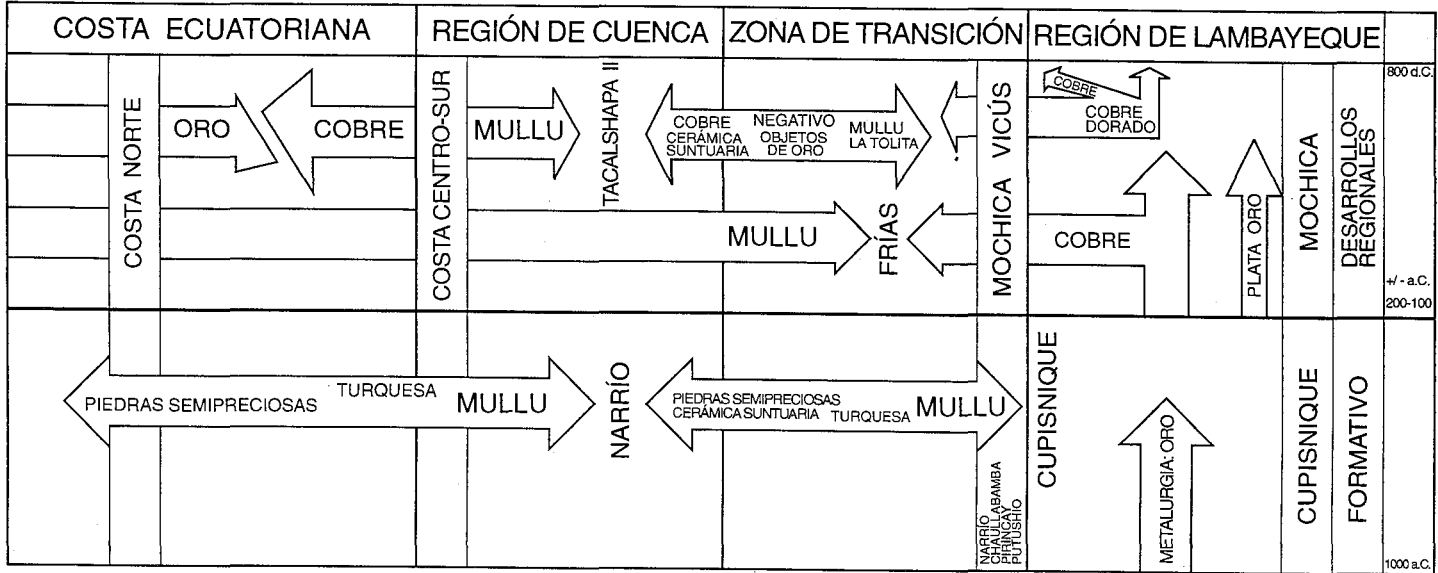 COSTA ECUATORIANA
REGIÓN DE CUENCA
ZONA DE TRANSICIÓN
REGIÓN DE LAMBAYEQUE
COSTA NORTE
ORO
COBRE
COSTA CENTRO-SUR
MULLU
TACALSHAPA II
COBRE
CERÁMICA
SUNTUARIA
NEGATIVO
OBJETOS
DE ORO
MULLU
LA TOLITA
MOCHICA VICÚS
COBRE
COBRE
DORADO
MULLU
FRÍAS
COBRE
PLATA ORO
MOCHICA
DESARROLLOS
REGIONALES
800 d.C.
+/- a.C.
200-100
PIEDRAS SEMIPRECIOSAS
TURQUESA
MULLU
NARRÍO
PIEDRAS SEMIPRECIOSAS
CERÁMICA SUNTUARIA
TURQUESA
MULLU
NARRÍO
CHAULLABAMBA
PIRINCAY
PUTUSHIO
CUPISNIQUE
METALURGIA: ORO
CUPISNIQUE
FORMATIVO
1000 a.C.